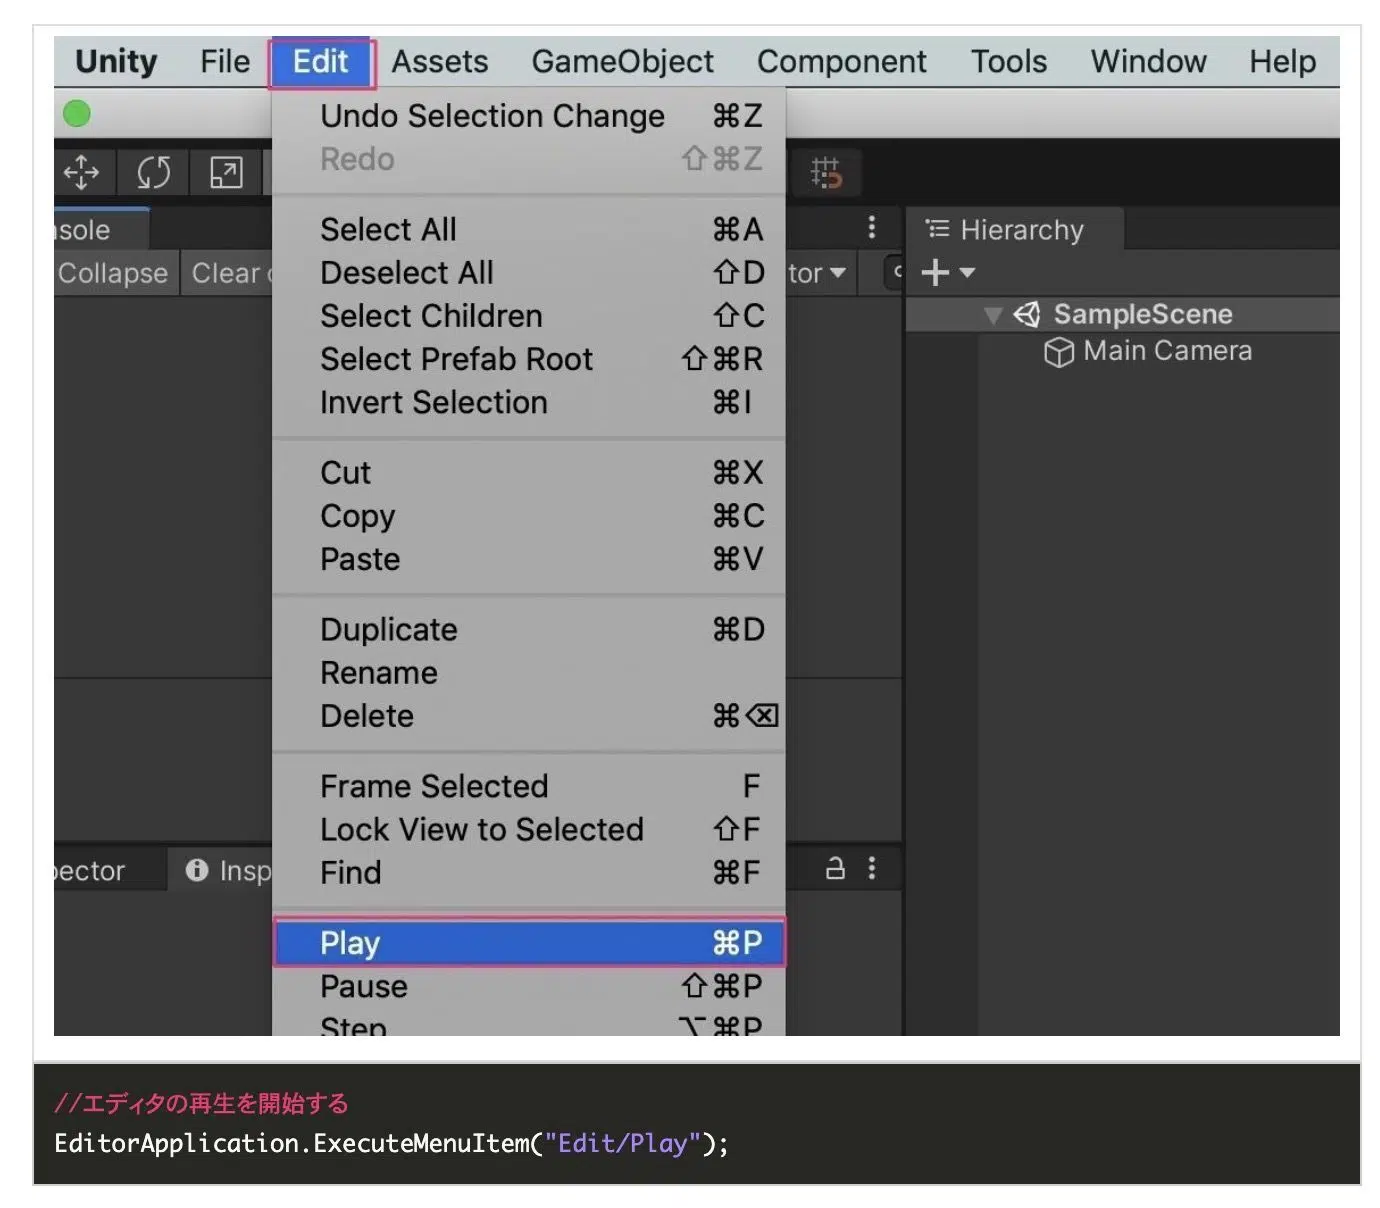 Unity File Edit Assets GameObject Component Tools Window Help
Undo Selection Change ⌘Z
Redo ⇧⌘Z
Select All ⌘A
Deselect All ⇧D
Select Children ⇧C
Select Prefab Root ⇧⌘R
Invert Selection ⌘I
Cut ⌘X
Copy ⌘C
Paste ⌘V
Duplicate ⌘D
Rename
Delete ⌘⌫
Frame Selected F
Lock View to Selected ⇧F
Find ⌘F
Play ⌘P
Pause ⇧⌘P
Step ⌥⌘P
nsole
Collapse Clear
tor
Hierarchy
SampleScene
Main Camera
pector Insp
//エディタの再生を開始する
EditorApplication.ExecuteMenuItem("Edit/Play");